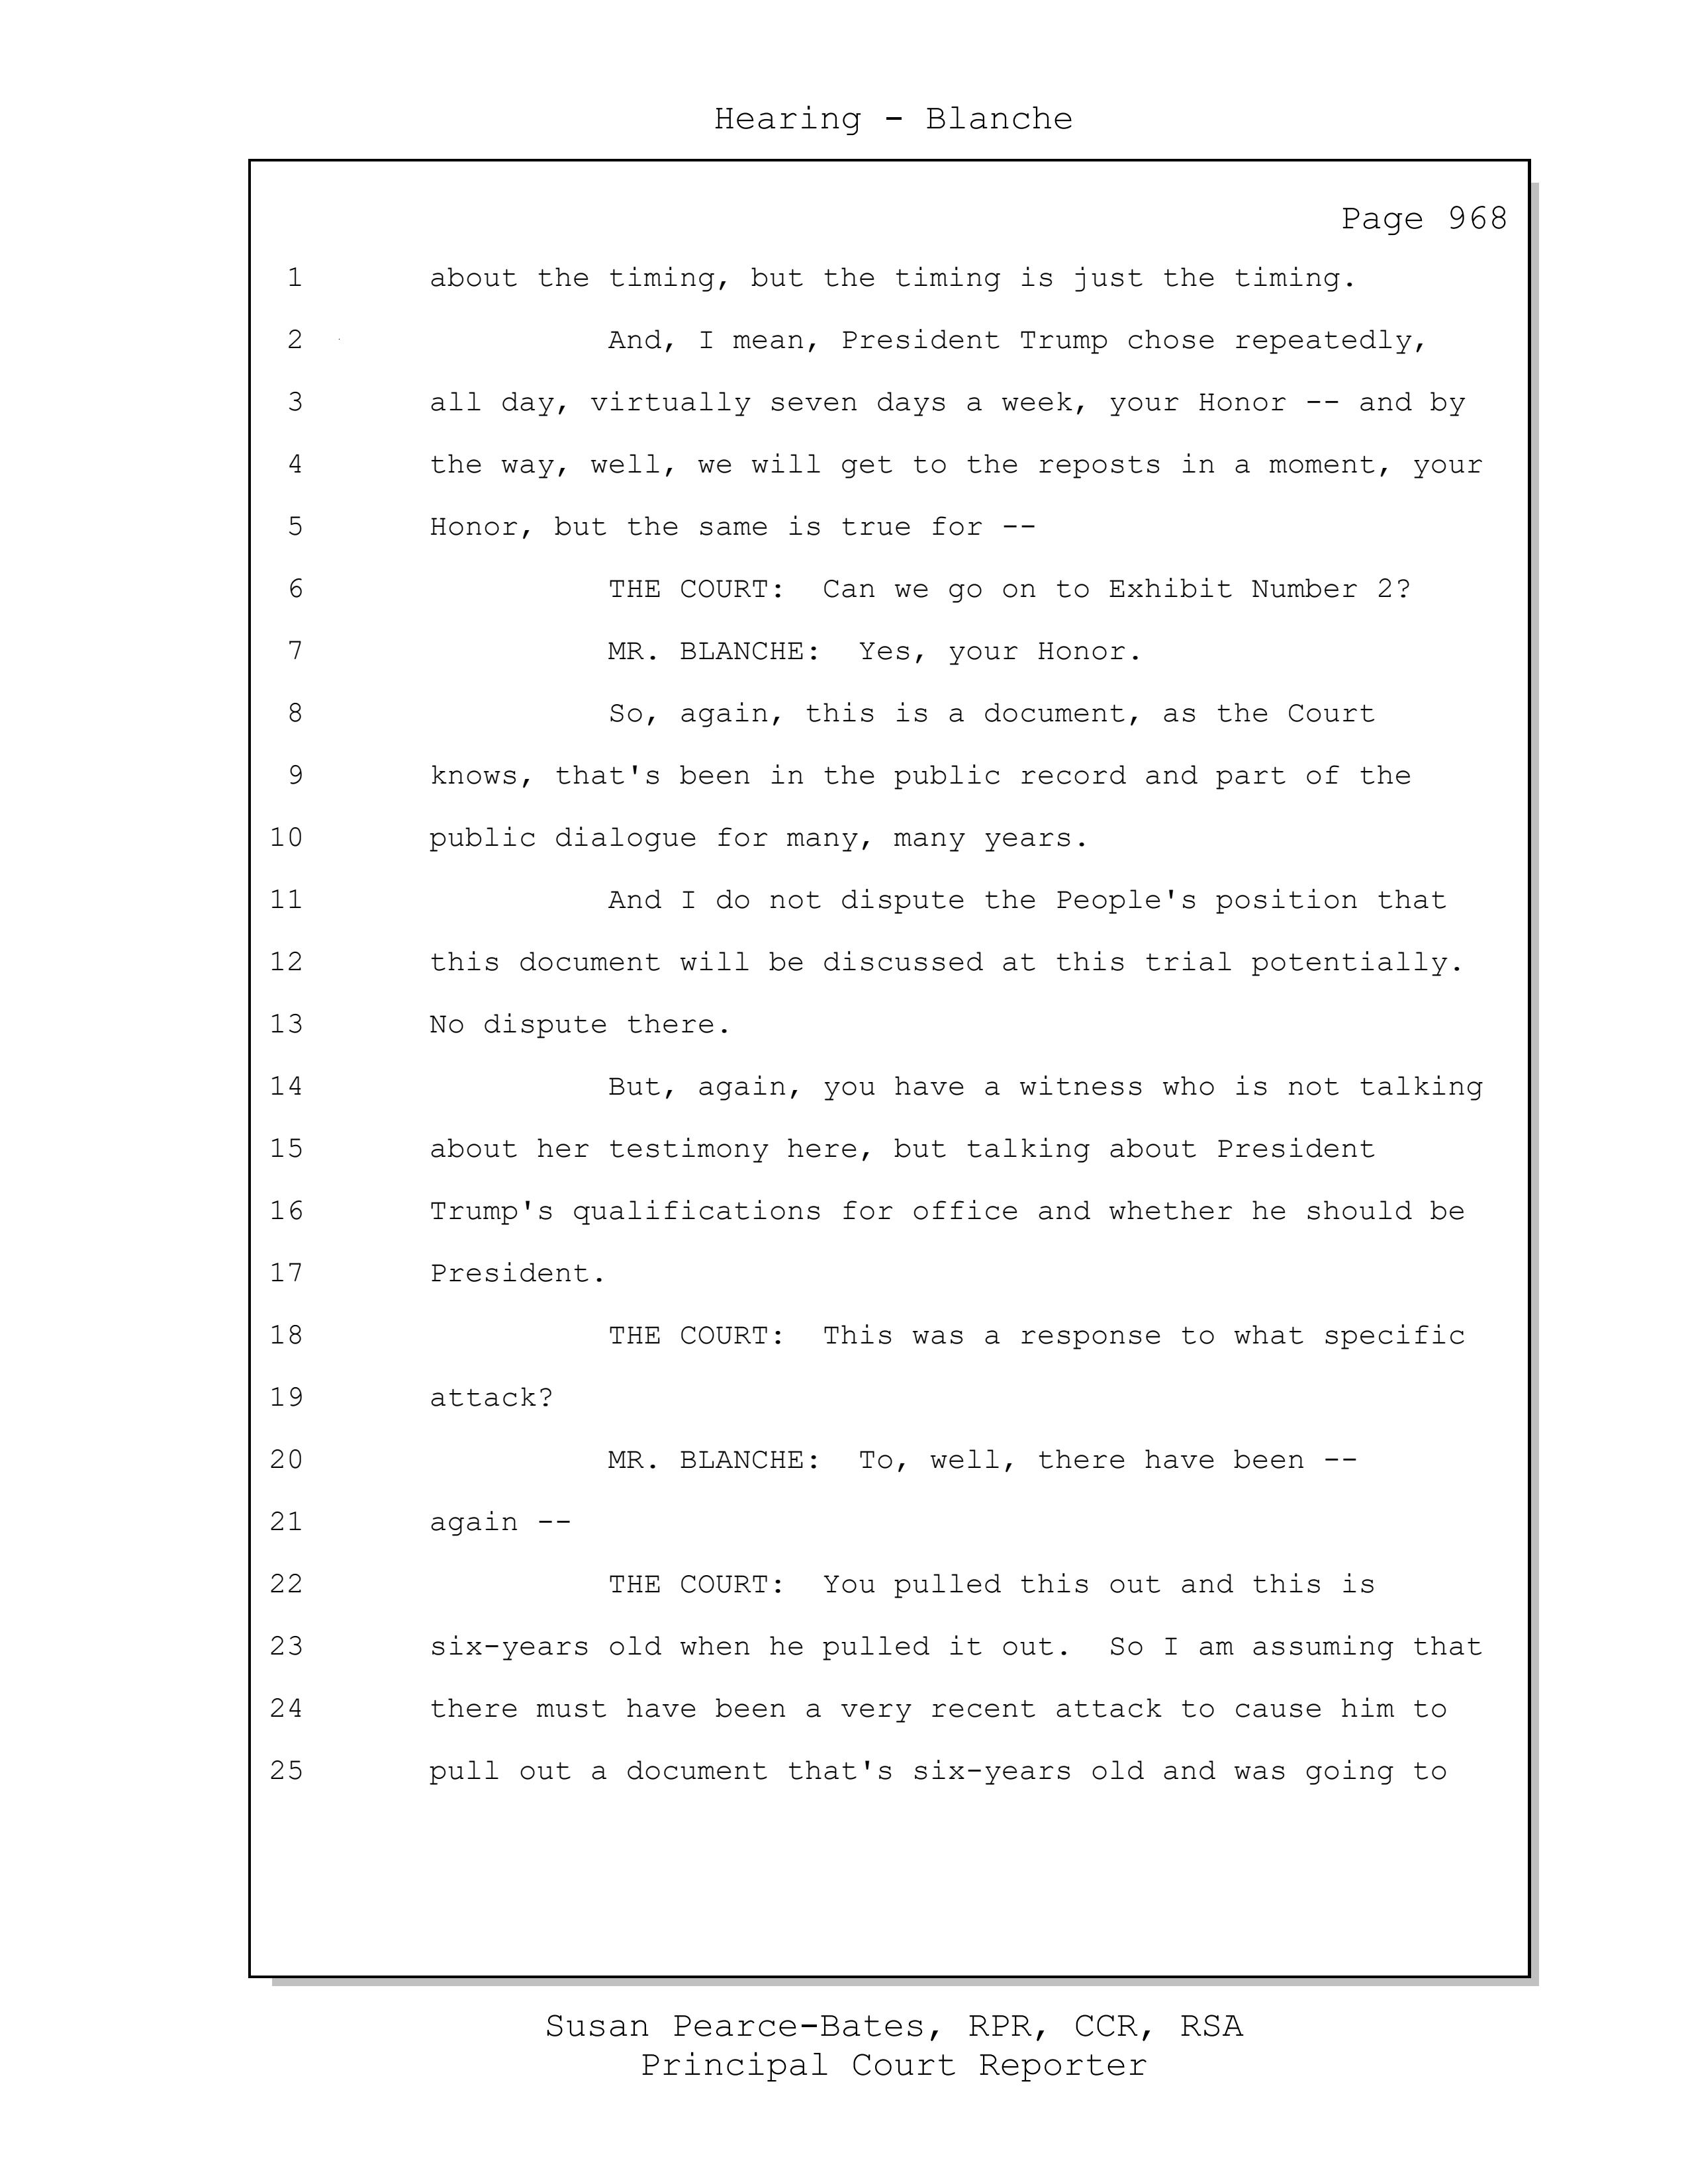 Hearing - Blanche
Page 968
1 about the timing, but the timing is just the timing.
2 And, I mean, President Trump chose repeatedly,
3 all day, virtually seven days a week, your Honor -- and by
4 the way, well, we will get to the reposts in a moment, your
5 Honor, but the same is true for --
6 THE COURT: Can we go on to Exhibit Number 2?
7 MR. BLANCHE: Yes, your Honor.
8 So, again, this is a document, as the Court
9 knows, that's been in the public record and part of the
10 public dialogue for many, many years.
11 And I do not dispute the People's position that
12 this document will be discussed at this trial potentially.
13 No dispute there.
14 But, again, you have a witness who is not talking
15 about her testimony here, but talking about President
16 Trump's qualifications for office and whether he should be
17 President.
18 THE COURT: This was a response to what specific
19 attack?
20 MR. BLANCHE: To, well, there have been --
21 again --
22 THE COURT: You pulled this out and this is
23 six-years old when he pulled it out. So I am assuming that
24 there must have been a very recent attack to cause him to
25 pull out a document that's six-years old and was going to
Susan Pearce-Bates, RPR, CCR, RSA
Principal Court Reporter